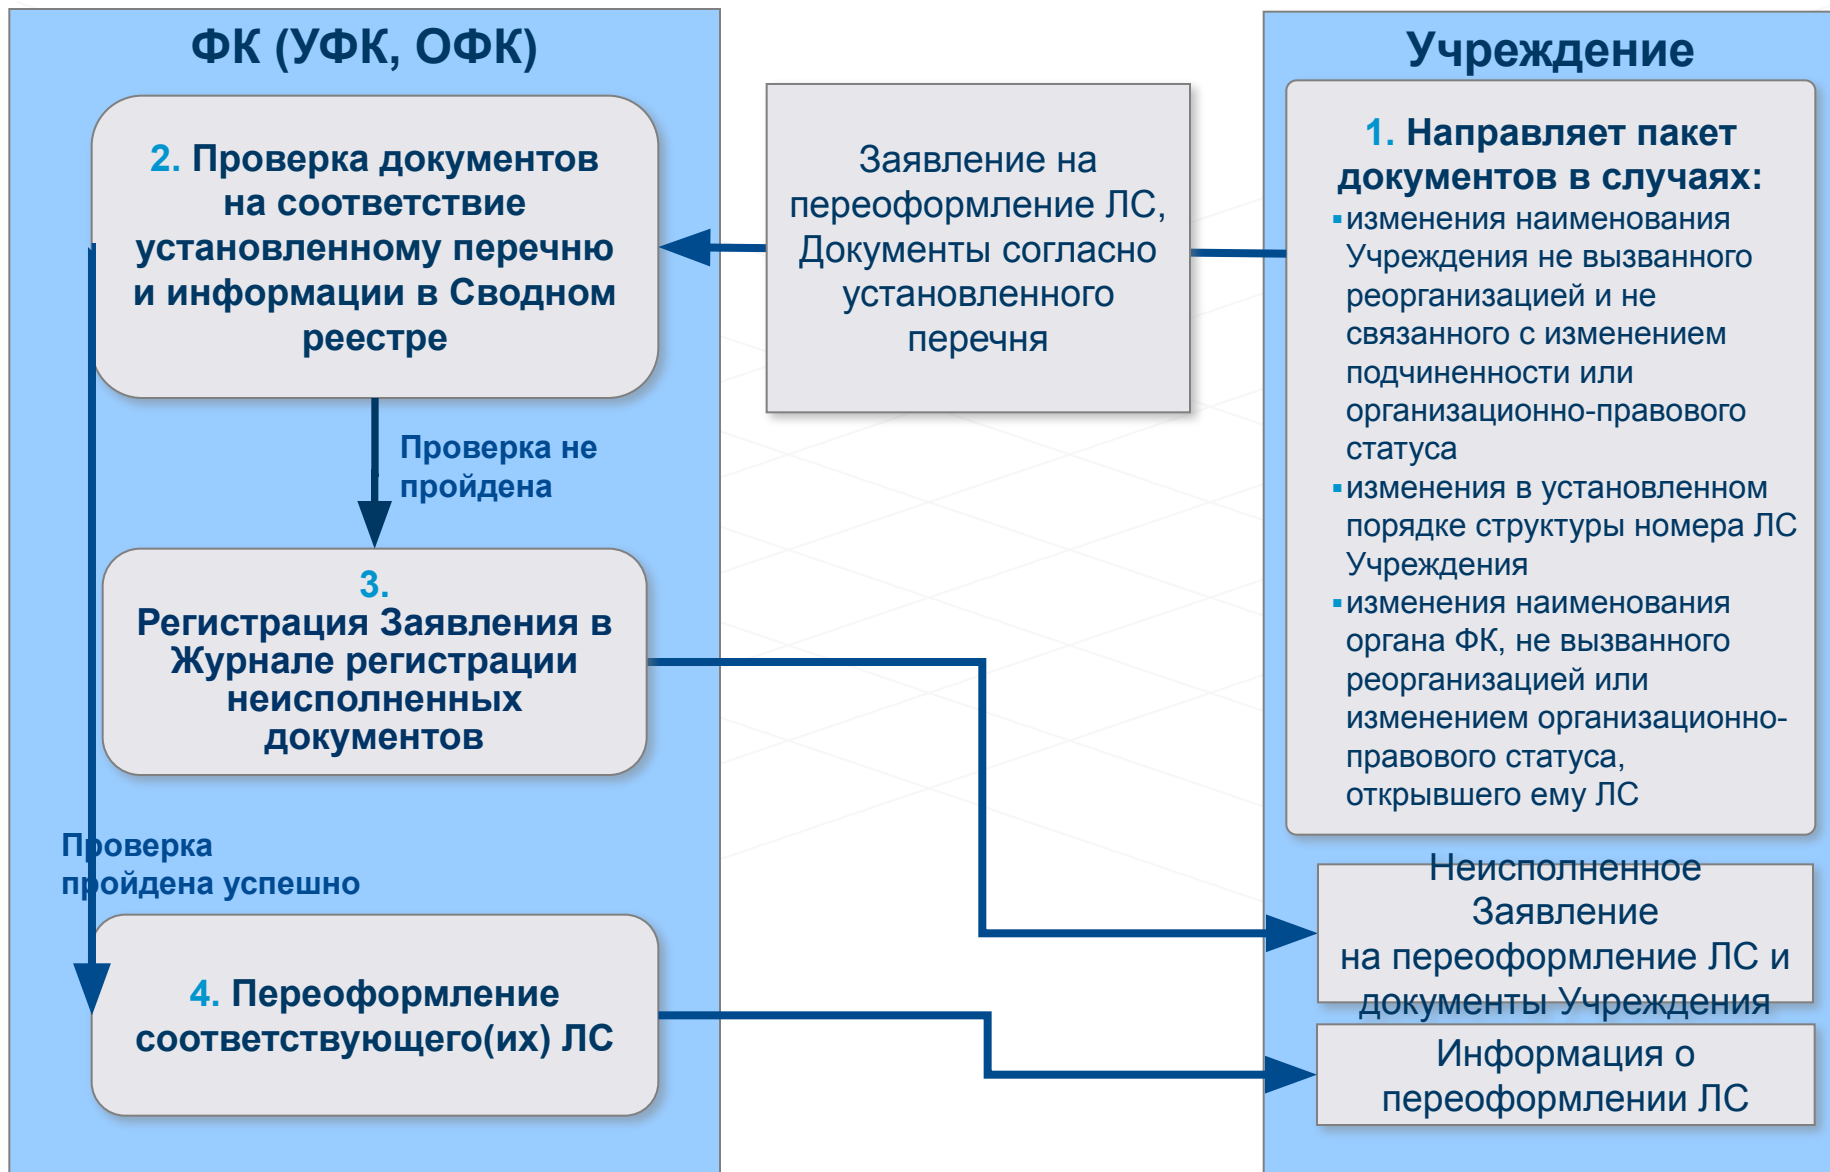 ФК (УФК, ОФК)
2. Проверка документов
на соответствие
установленному перечню
и информации в Сводном
реестре
Проверка не
пройдена
3.
Регистрация Заявления в
Журнале регистрации
неисполненных
документов
Проверка
пройдена успешно
4. Переоформление
соответствующего(их) ЛС
Заявление на
переоформление ЛС,
Документы согласно
установленного
перечня
Учреждение
1. Направляет пакет
документов в случаях:
▪изменения наименования
Учреждения не вызванного
реорганизацией и не
связанного с изменением
подчиненности или
организационно-правового
статуса
▪изменения в установленном
порядке структуры номера ЛС
Учреждения
▪изменения наименования
органа ФК, не вызванного
реорганизацией или
изменением организационно-
правового статуса,
открывшего ему ЛС
Неисполненное
Заявление
на переоформление ЛС и
документы Учреждения
Информация о
переоформлении ЛС